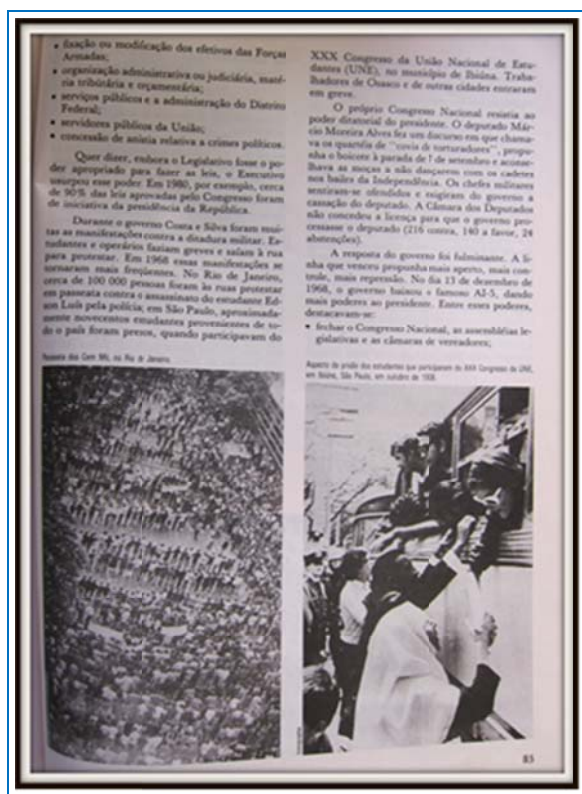 • fixação ou modificação dos efetivos das Forças
Armadas;
• organização administrativa ou judiciária, maté-
ria tributária e orçamentária;
• serviços públicos e a administração do Distrito
Federal;
• servidores públicos da União;
• concessão de anistia relativa a crimes políticos.
Quer dizer, embora o Legislativo fosse o po-
der apropriado para fazer as leis, o Executivo
usurpou esse poder. Em 1980, por exemplo, cerca
de 90% das leis aprovadas pelo Congresso foram
de iniciativa da presidência da República.
Durante o governo Costa e Silva foram mui-
tas as manifestações contra a ditadura militar. Es-
tudantes e operários faziam greves e saíam à rua
para protestar. Em 1968 essas manifestações se
tornaram mais freqüentes. No Rio de Janeiro,
cerca de 100 000 pessoas foram às ruas protestar
em passeata contra o assassinato do estudante Ed-
son Luís pela polícia; em São Paulo, aproximada-
mente novecentos estudantes provenientes de to-
do o país foram presos, quando participavam do
Passeata dos Cem Mil, no Rio de Janeiro.
XXX Congresso da União Nacional de Estu-
dantes (UNE), no município de Ibiúna. Traba-
lhadores de Osasco e de outras cidades entraram
em greve.
O próprio Congresso Nacional resistia ao
poder ditatorial do presidente. O deputado Már-
cio Moreira Alves fez um discurso em que chama-
va os quartéis de "covis de torturadores", propu-
nha o boicote à parada de 7 de setembro e aconse-
lhava as moças a não dançarem com os cadetes
nos bailes da Independência. Os chefes militares
sentiram-se ofendidos e exigiram do governo a
cassação do deputado. A Câmara dos Deputados
não concedeu a licença para que o governo pro-
cessasse o deputado (216 contra, 140 a favor, 24
abstenções).
A resposta do governo foi fulminante. A li-
nha que venceu propunha mais aperto, mais con-
trole, mais repressão. No dia 13 de dezembro de
1968, o governo baixou o famoso AI-5, dando
mais poderes ao presidente. Entre esses poderes,
destacavam-se:
• fechar o Congresso Nacional, as assembléias le-
gislativas e as câmaras de vereadores;
Aspecto da prisão dos estudantes que participaram do XXX Congresso da UNE,
em Ibiúna, São Paulo, em outubro de 1968.
85